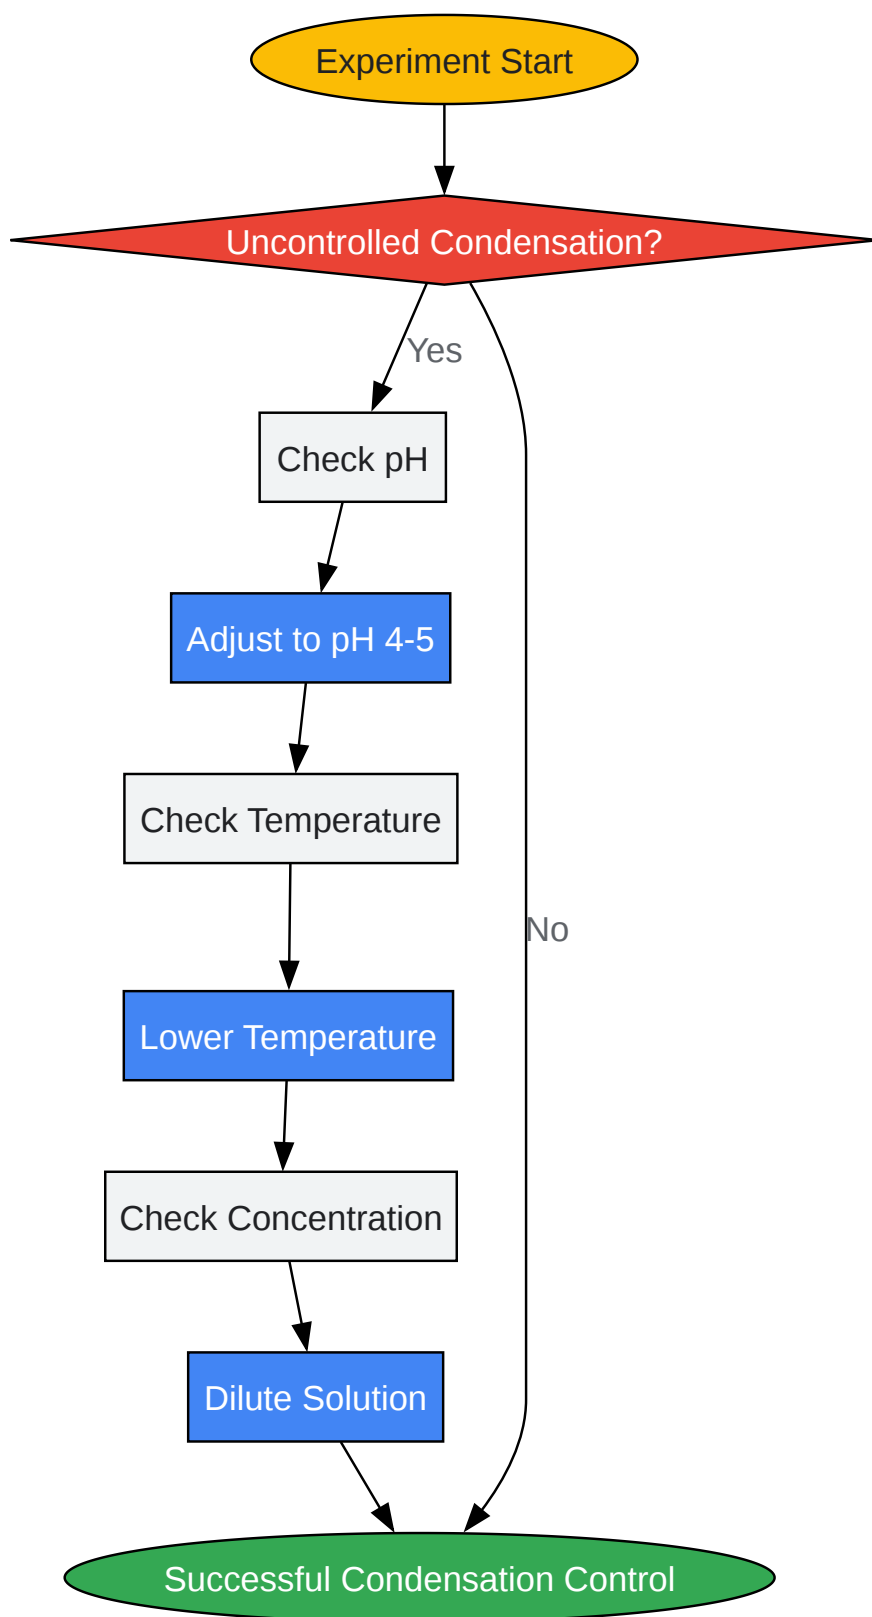 Experiment Start
Uncontrolled Condensation?
Yes
Check pH
Adjust to pH 4-5
Check Temperature
No
Lower Temperature
Check Concentration
Dilute Solution
Successful Condensation Control